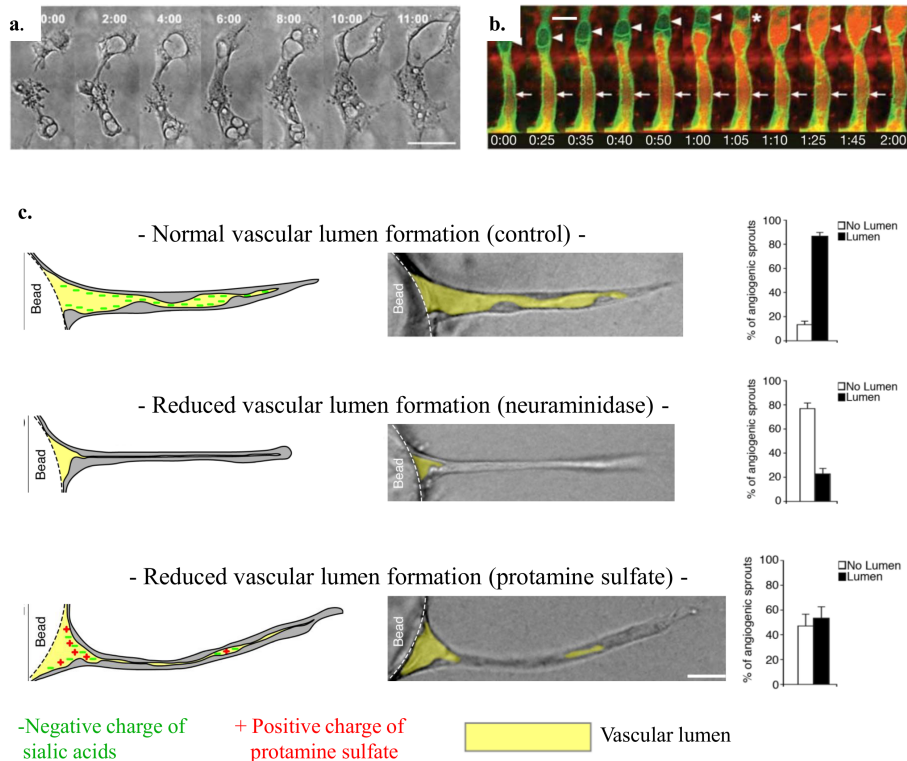 a.
0:00 2:00 4:00 6:00 8:00 10:00 11:00
b.
*
0:00 0:25 0:35 0:40 0:50 1:00 1:05 1:10 1:25 1:45 2:00
c.
- Normal vascular lumen formation (control) -
Bead
Bead
% of angiogenic sprouts
100
80
60
40
20
0
No Lumen
Lumen
- Reduced vascular lumen formation (neuraminidase) -
Bead
Bead
% of angiogenic sprouts
100
80
60
40
20
0
No Lumen
Lumen
- Reduced vascular lumen formation (protamine sulfate) -
Bead
+ + + + + +
Bead
% of angiogenic sprouts
100
80
60
40
20
0
No Lumen
Lumen
-Negative charge of
sialic acids
+ Positive charge of
protamine sulfate
Vascular lumen